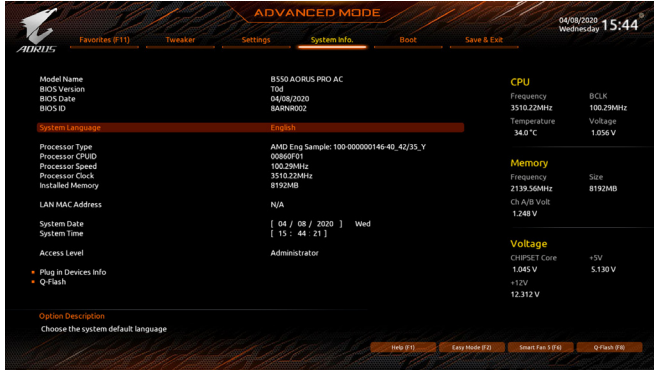 ADVANCED MODE
04/08/2020
Wednesday 15:44
AORUS
Favorites (F11) Tweaker Settings System Info. Boot Save & Exit
Model Name B550 AORUS PRO AC
BIOS Version T0d
BIOS Date 04/08/2020
BIOS ID 8ARNR002
System Language English
Processor Type AMD Eng Sample: 100-000000146-40_42/35_Y
Processor CPUID 00860F01
Processor Speed 100.29MHz
Processor Clock 3510.22MHz
Installed Memory 8192MB
LAN MAC Address N/A
System Date [ 04 / 08 / 2020 ] Wed
System Time [ 15 : 44 : 21 ]
Access Level Administrator
Plug in Devices Info
Q-Flash
Option Description
Choose the system default language
CPU
Frequency BCLK
3510.22MHz 100.29MHz
Temperature Voltage
34.0 °C 1.056 V
Memory
Frequency Size
2139.56MHz 8192MB
Ch A/B Volt
1.248 V
Voltage
CHIPSET Core +5V
1.045 V 5.130 V
+12V
12.312 V
Help (F1) Easy Mode (F2) Smart Fan 5 (F6) Q-Flash (F8)